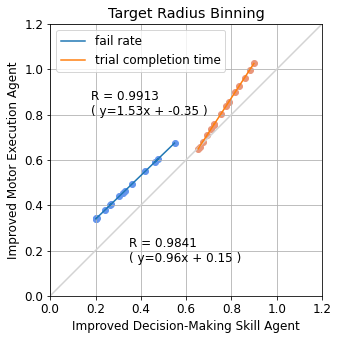 Target Radius Binning
fail rate
trial completion time
R = 0.9913
( y=1.53x + -0.35 )
R = 0.9841
( y=0.96x + 0.15 )
Improved Motor Execution Agent
1.2
1.0
0.8
0.6
0.4
0.2
0.0
0.0 0.2 0.4 0.6 0.8 1.0 1.2
Improved Decision-Making Skill Agent